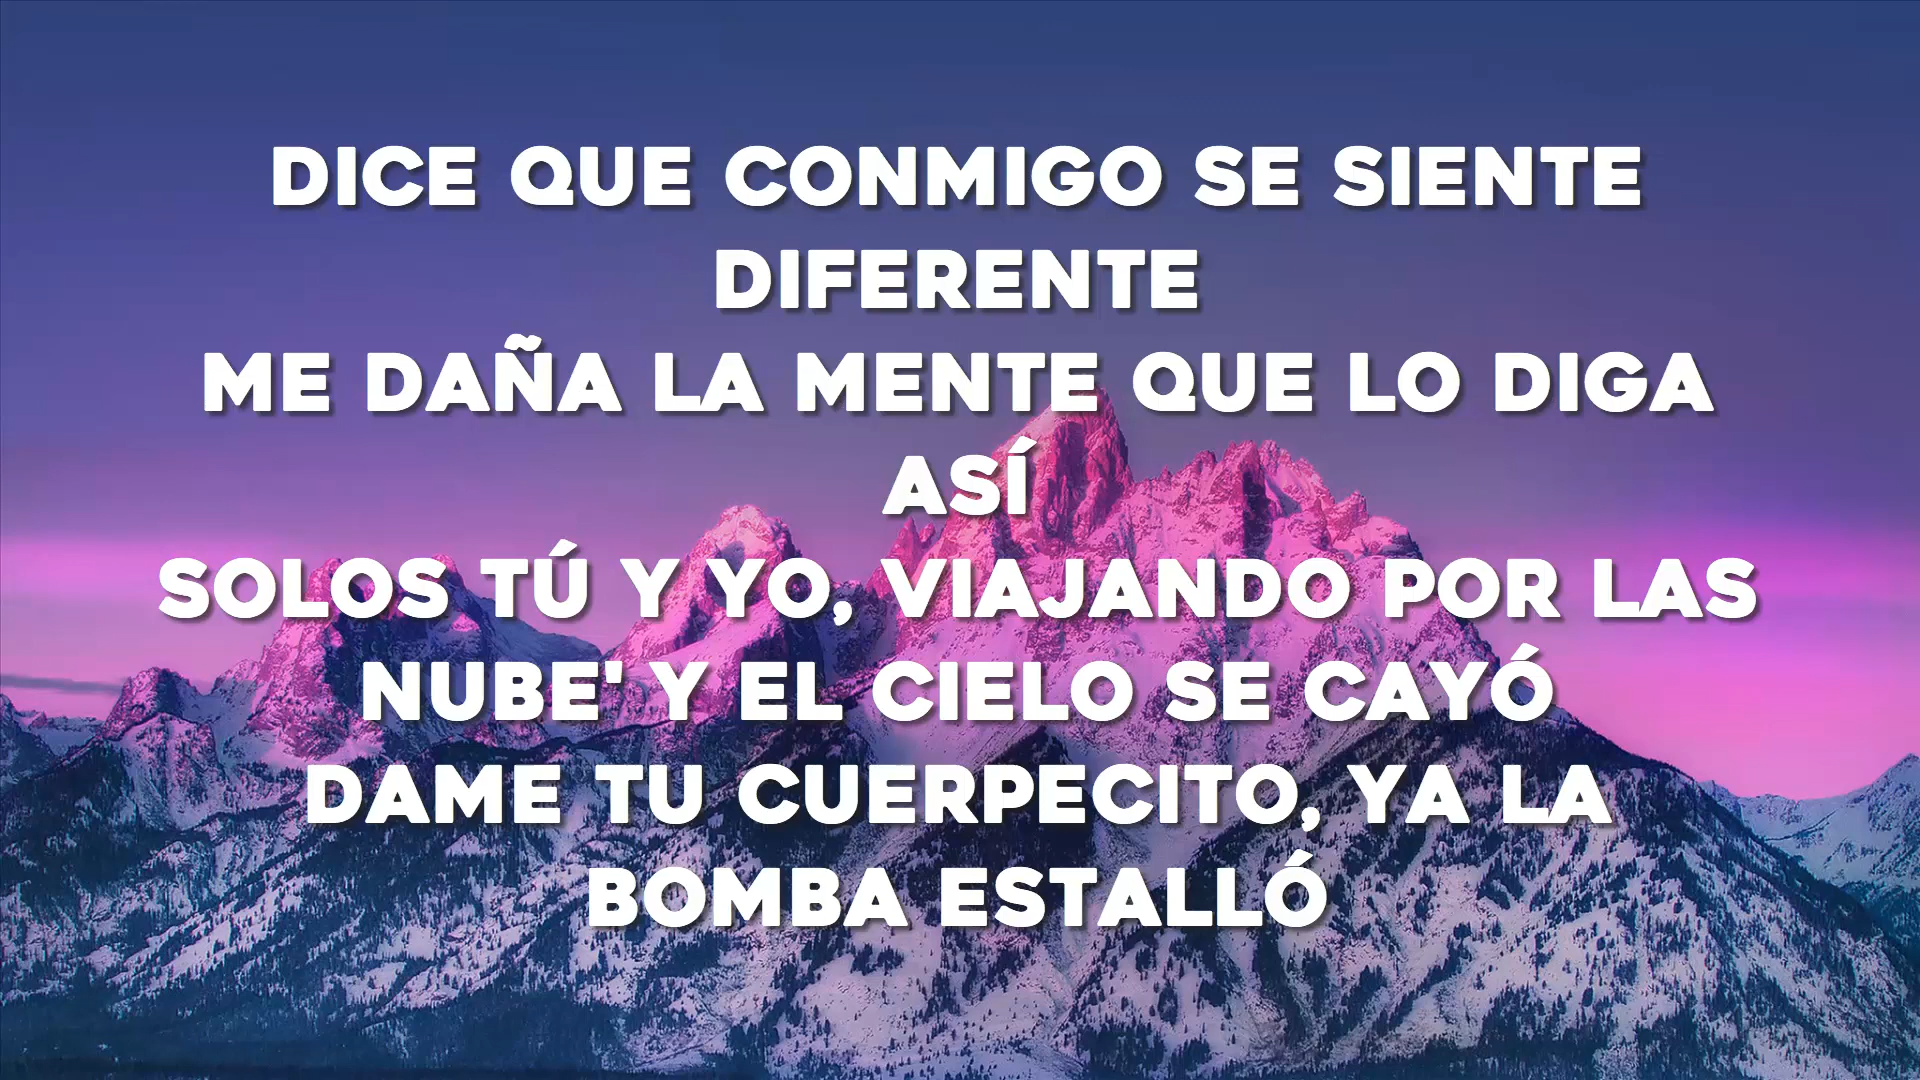 DICE QUE CONMIGO SE SIENTE
DIFERENTE
ME DAÑA LA MENTE QUE LO DIGA
ASÍ
SOLOS TÚ Y YO, VIAJANDO POR LAS
NUBE' Y EL CIELO SE CAYÓ
DAME TU CUERPECITO, YA LA
BOMBA ESTALLÓ